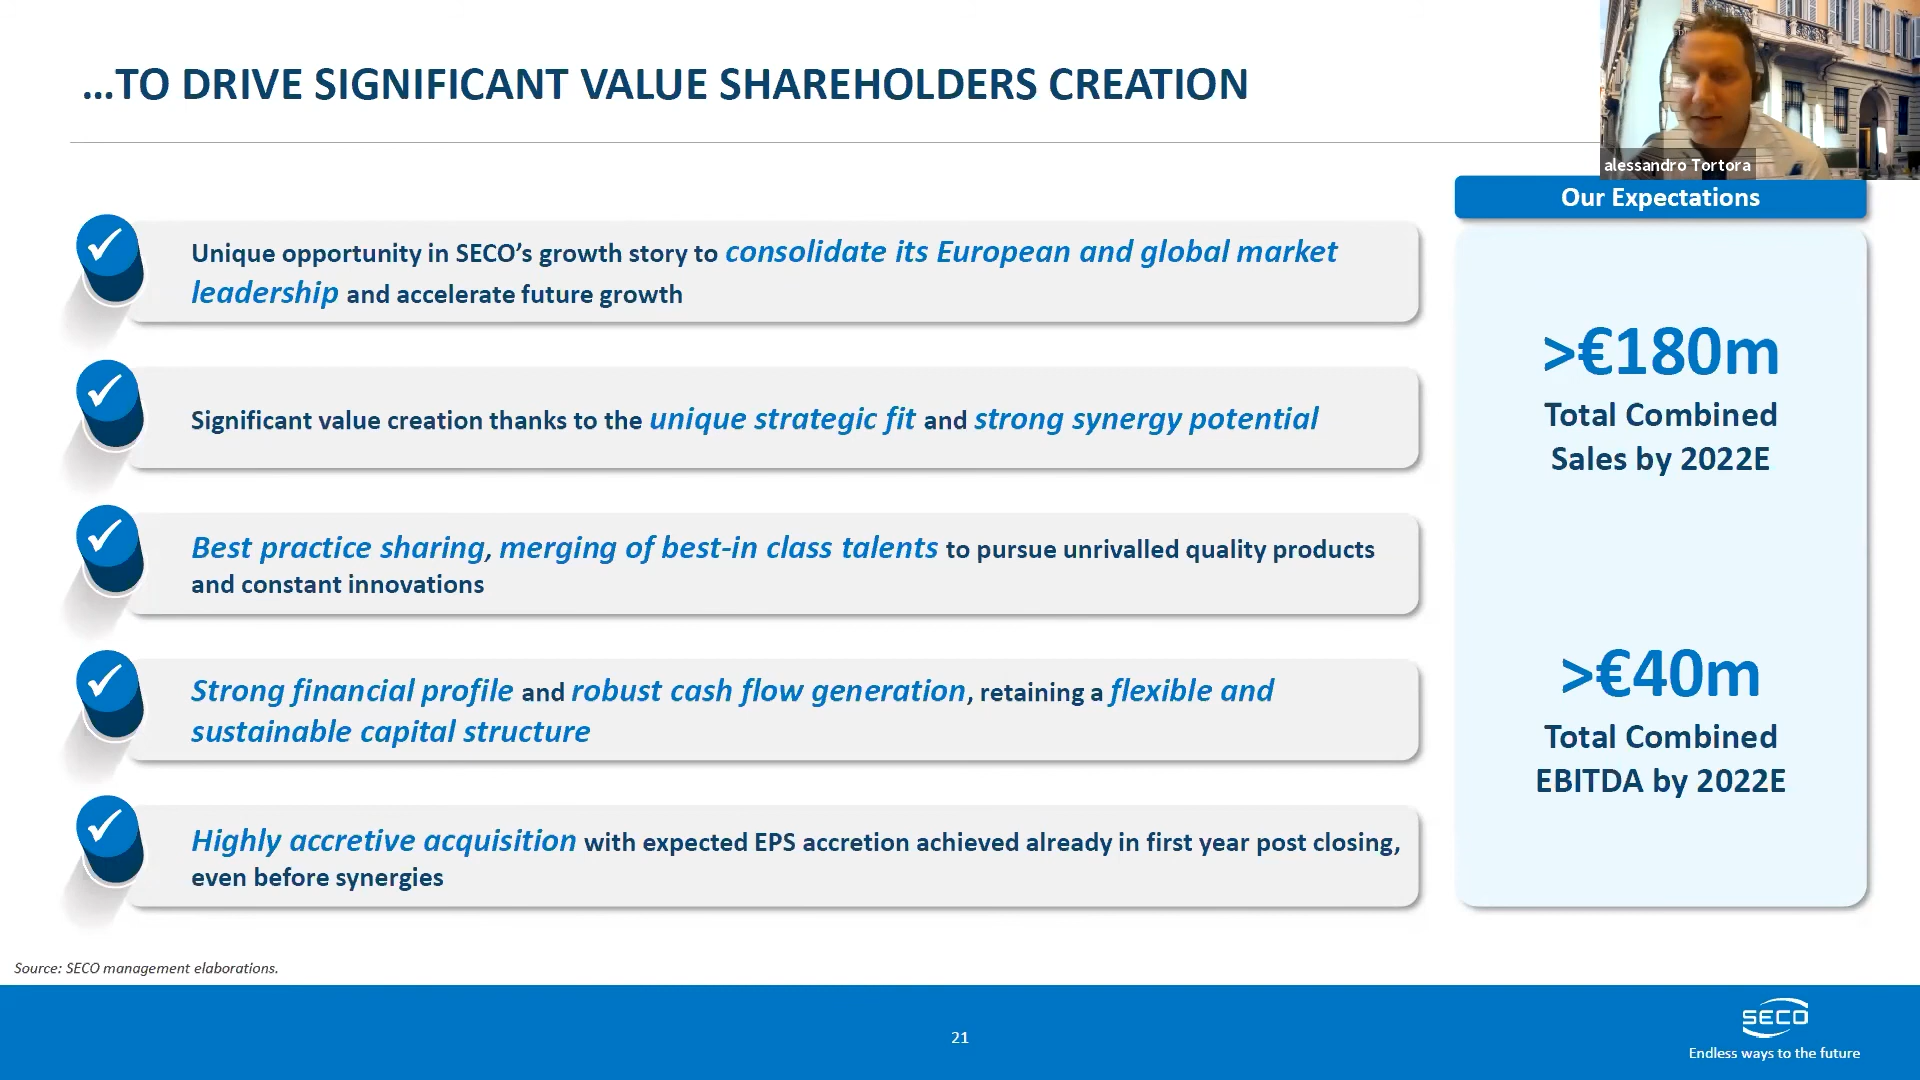 ...TO DRIVE SIGNIFICANT VALUE SHAREHOLDERS CREATION
alessandro Tortora
Our Expectations
Unique opportunity in SECO’s growth story to consolidate its European and global market
leadership and accelerate future growth
Significant value creation thanks to the unique strategic fit and strong synergy potential
Best practice sharing, merging of best-in class talents to pursue unrivalled quality products
and constant innovations
Strong financial profile and robust cash flow generation, retaining a flexible and
sustainable capital structure
Highly accretive acquisition with expected EPS accretion achieved already in first year post closing,
even before synergies
>€180m
Total Combined
Sales by 2022E
>€40m
Total Combined
EBITDA by 2022E
Source: SECO management elaborations.
21
SECO
Endless ways to the future